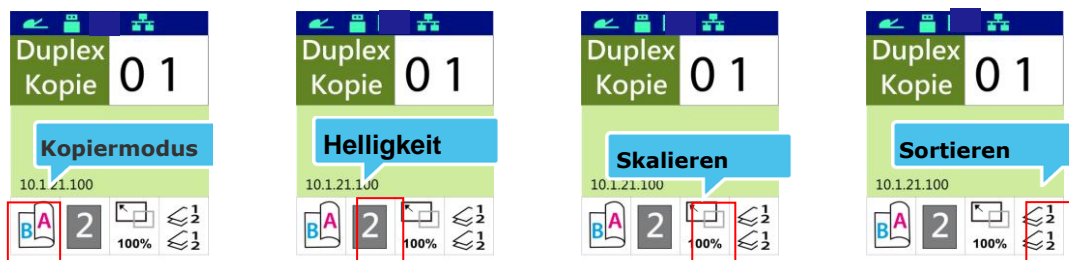 Duplex
Kopie
01
Kopiermodus
10.1.21.100
B A
2
100%
1
2
1
2
Duplex
Kopie
01
Helligkeit
10.1.21.100
B A
2
100%
1
2
1
2
Duplex
Kopie
01
Skalieren
10.1.21.100
B A
2
100%
1
2
1
2
Duplex
Kopie
01
Sortieren
10.1.21.100
B A
2
100%
1
2
1
2